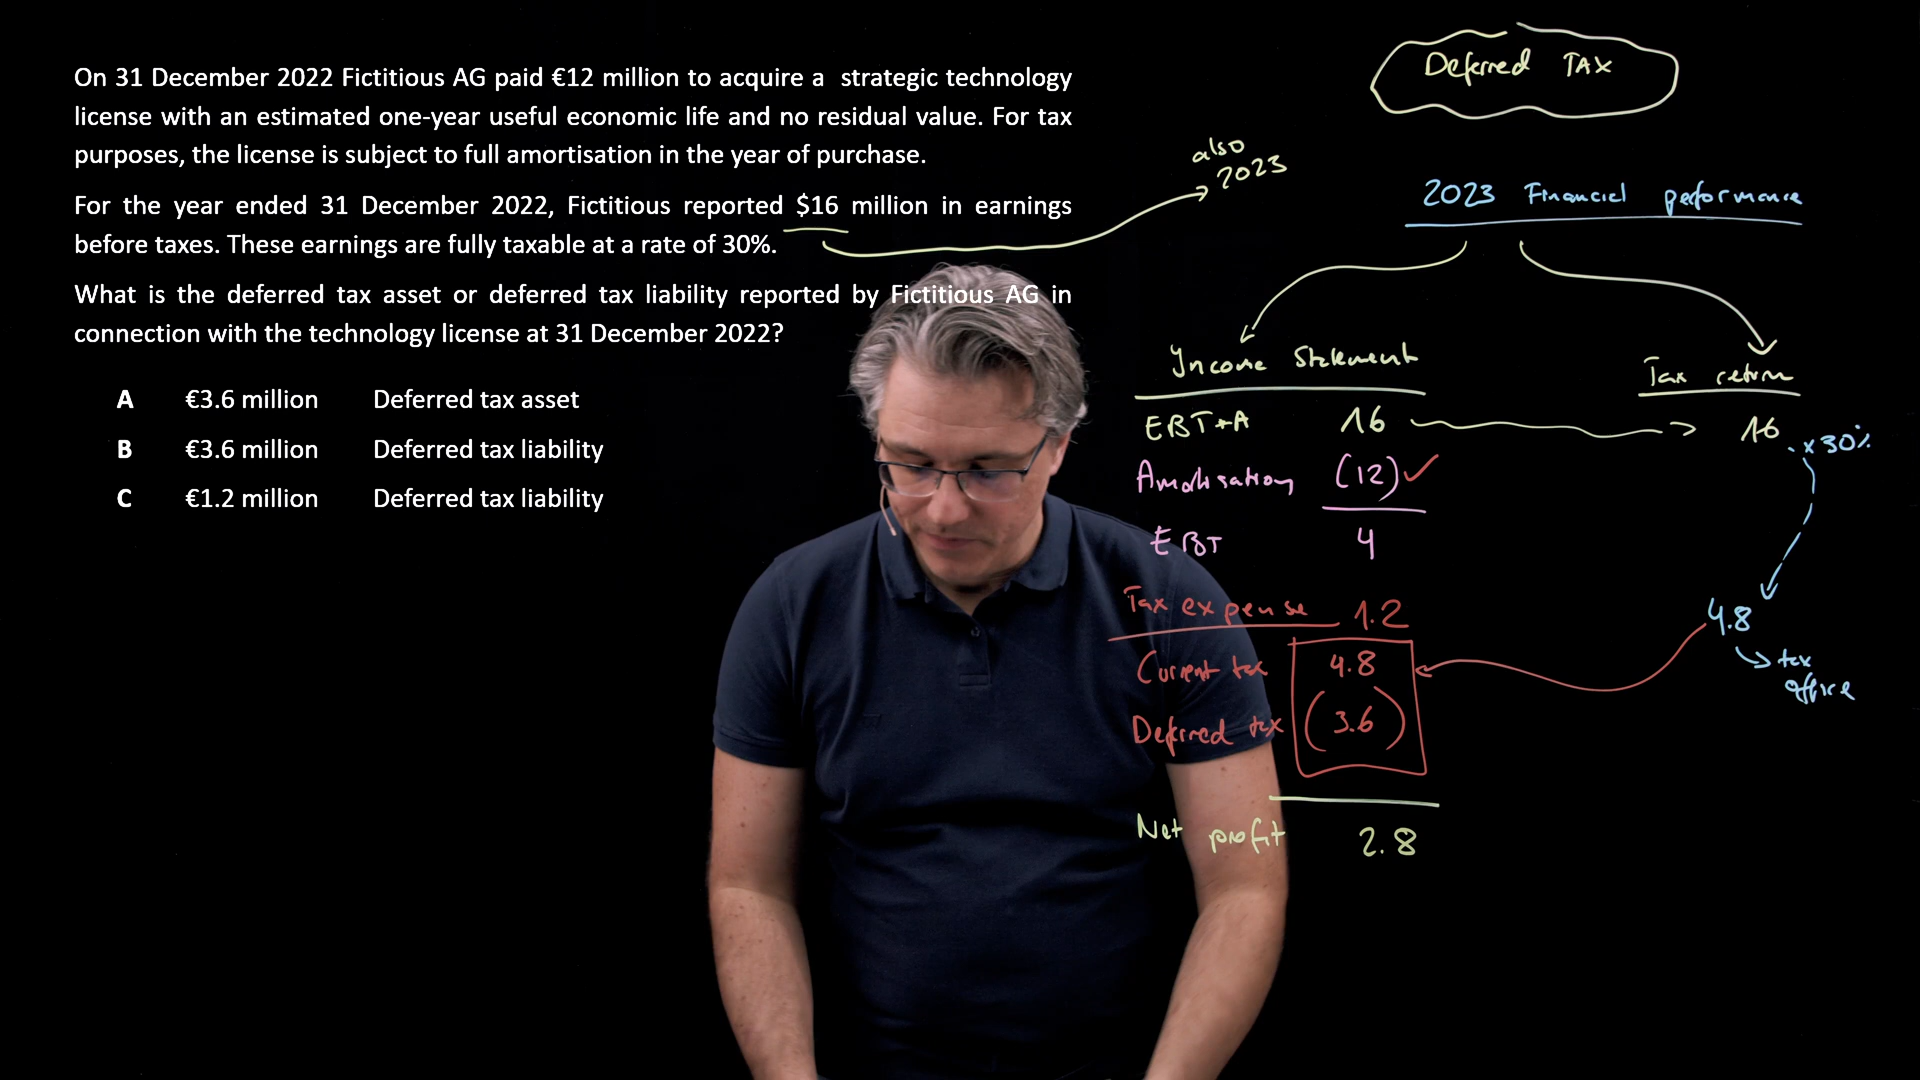 On 31 December 2022 Fictitious AG paid €12 million to acquire a strategic technology
license with an estimated one-year useful economic life and no residual value. For tax
purposes, the license is subject to full amortisation in the year of purchase.
For the year ended 31 December 2022, Fictitious reported $16 million in earnings
before taxes. These earnings are fully taxable at a rate of 30%.
What is the deferred tax asset or deferred tax liability reported by Fictitious AG in
connection with the technology license at 31 December 2022?
A €3.6 million Deferred tax asset
B €3.6 million Deferred tax liability
C €1.2 million Deferred tax liability
Deferred TAX
also
2023
2023 Financial performance
Income Statement
EBT+A 16
Amortisation (12)
EBT 4
Tax expense 1.2
Current tax 4.8
Deferred tax (3.6)
Net profit 2.8
Tax return
16
x 30%
4.8
tax
office